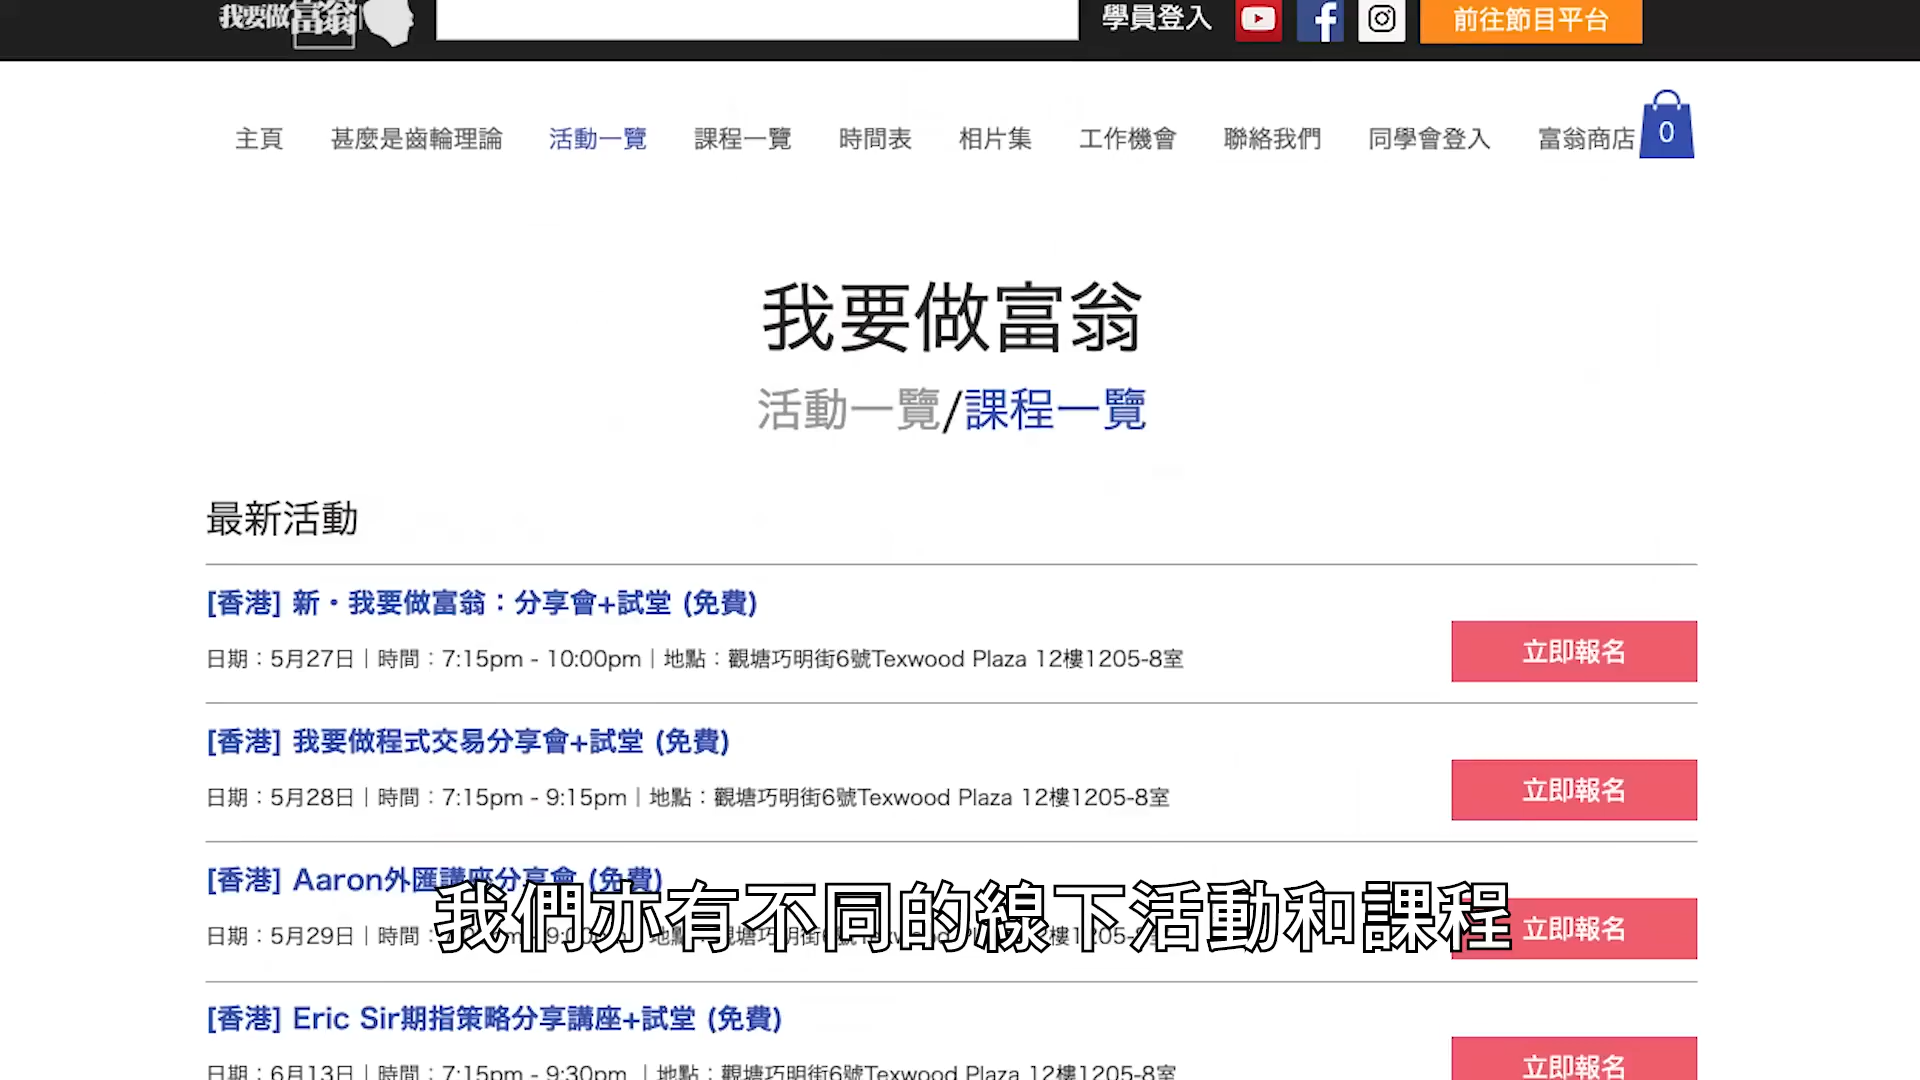 我要做富翁
學員登入
前往節目平台
主頁 甚麼是齒輪理論 活動一覽 課程一覽 時間表 相片集 工作機會 聯絡我們 同學會登入 富翁商店 0
我要做富翁
活動一覽/課程一覽
最新活動
[香港] 新・我要做富翁：分享會+試堂 (免費)
日期：5月27日｜時間：7:15pm - 10:00pm｜地點：觀塘巧明街6號Texwood Plaza 12樓1205-8室
立即報名
[香港] 我要做程式交易分享會+試堂 (免費)
日期：5月28日｜時間：7:15pm - 9:15pm｜地點：觀塘巧明街6號Texwood Plaza 12樓1205-8室
立即報名
[香港] Aaron外匯講座分享會 (免費)
日期：5月29日｜時間
立即報名
我們亦有不同的線下活動和課程
[香港] Eric Sir期指策略分享講座+試堂 (免費)
日期：6月13日｜時間：7:15pm - 9:30pm ｜地點：觀塘巧明街6號Texwood Plaza 12樓1205-8室
立即報名